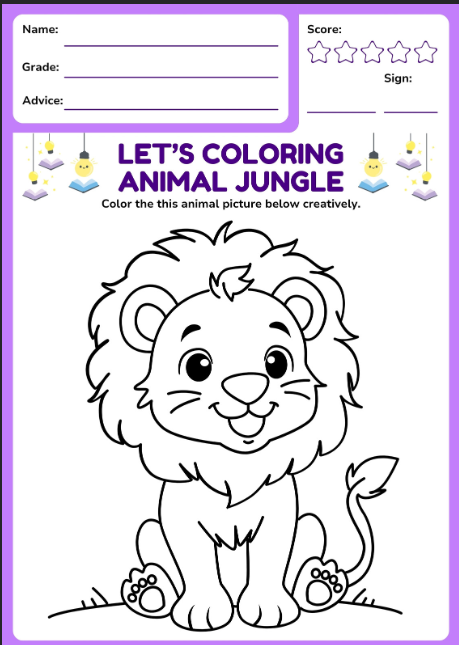 Name:
Score:
Grade:
Sign:
Advice:
LET'S COLORING
ANIMAL JUNGLE
Color the this animal picture below creatively.